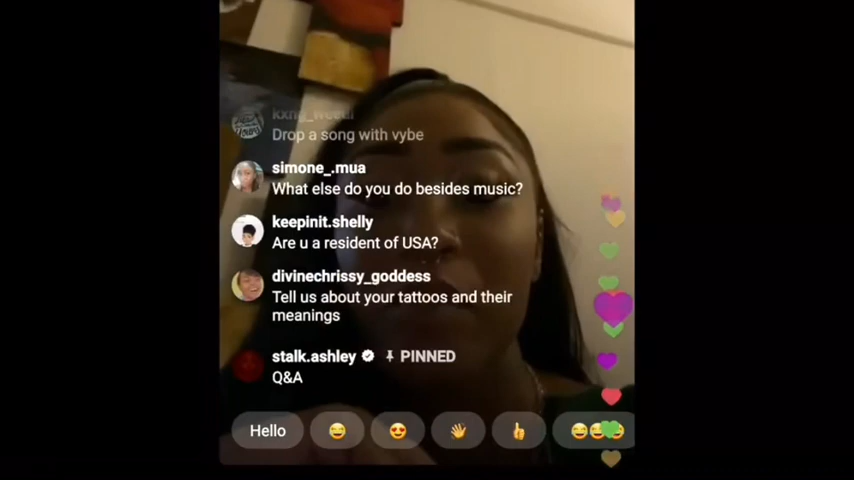 Drop a song with vybe
simone_.mua
What else do you do besides music?
keepinit.shelly
Are u a resident of USA?
divinechrissy_goddess
Tell us about your tattoos and their
meanings
stalk.ashley PINNED
Q&A
Hello